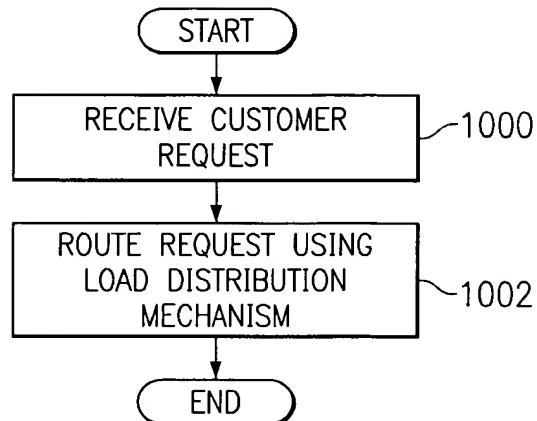 START
RECEIVE CUSTOMER
REQUEST
1000
ROUTE REQUEST USING
LOAD DISTRIBUTION
MECHANISM
1002
END